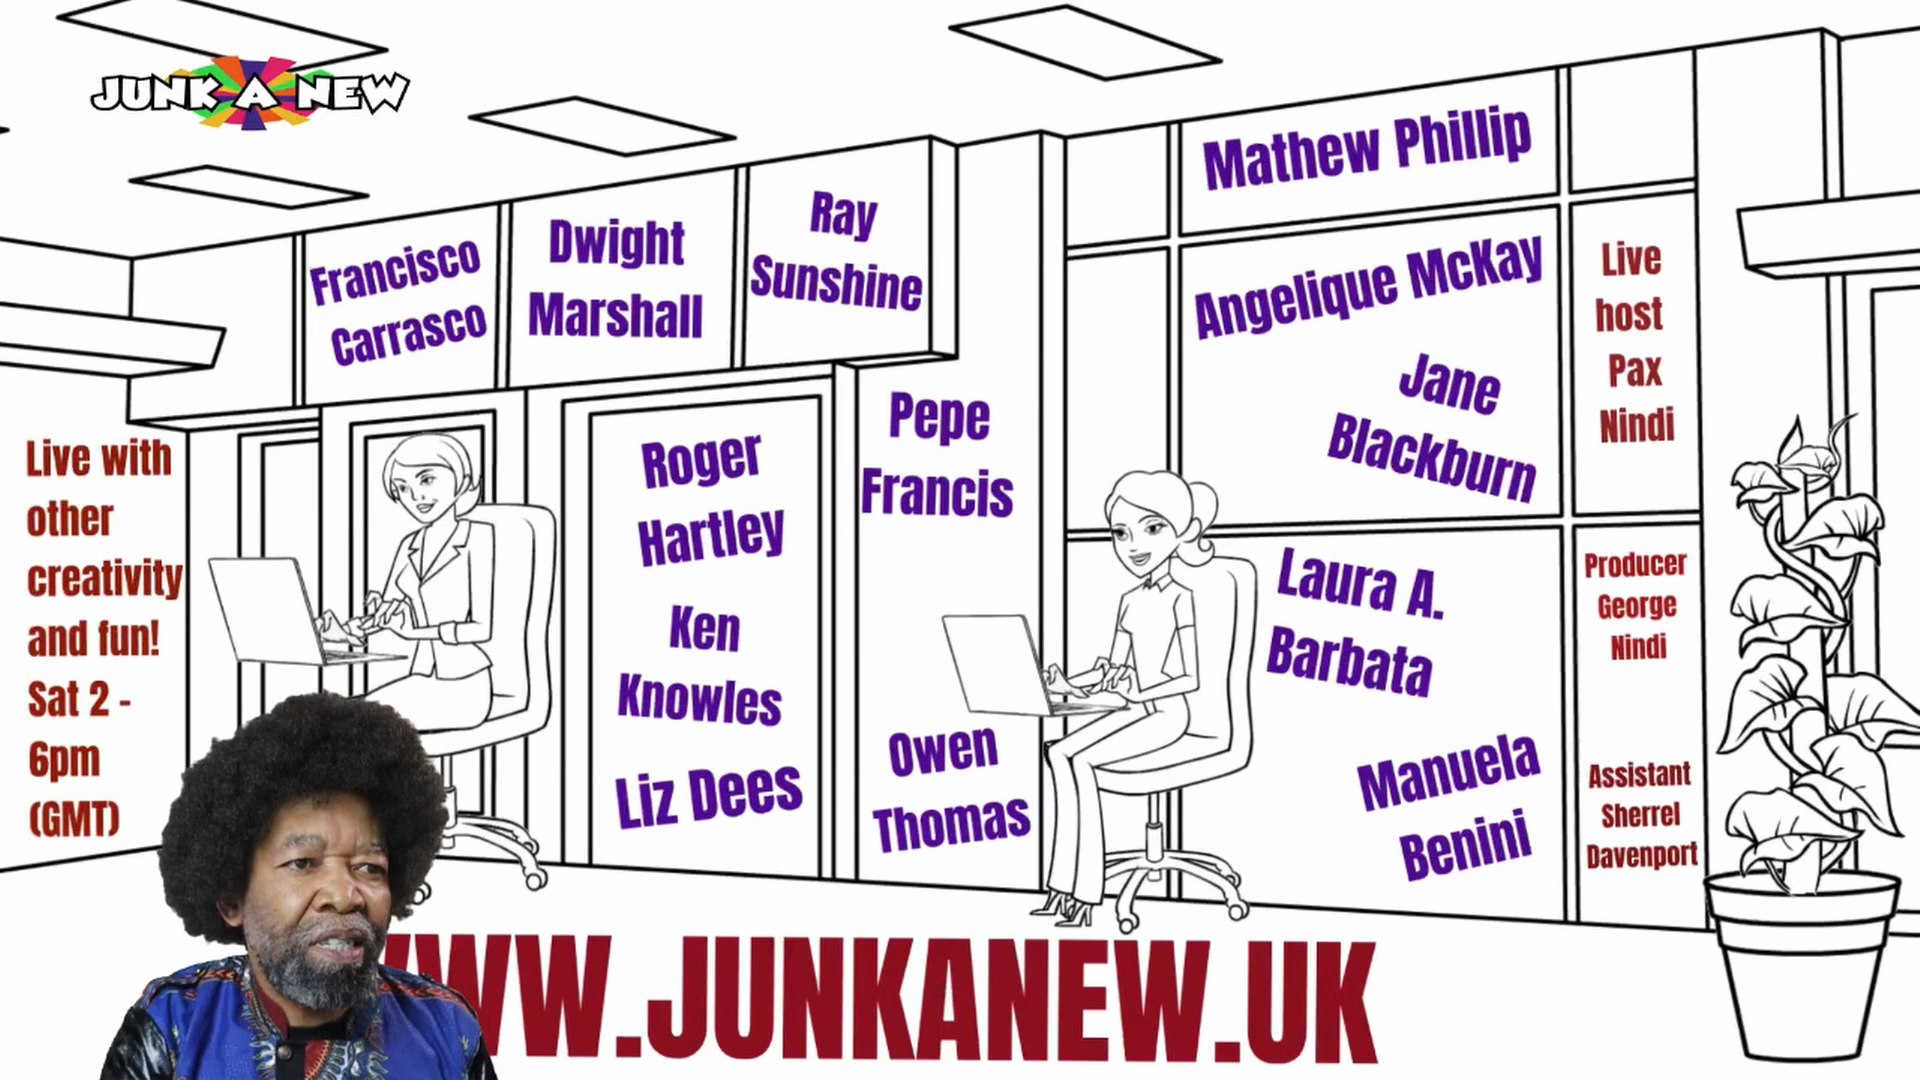 JUNK A NEW
Francisco
Carrasco
Dwight
Marshall
Ray
Sunshine
Mathew Phillip
Angelique McKay
Jane
Blackburn
Live
host
Pax
Nindi
Live with
other
creativity
and fun!
Sat 2 -
6pm
(GMT)
Roger
Hartley
Ken
Knowles
Liz Dees
Pepe
Francis
Owen
Thomas
Laura A.
Barbata
Manuela
Benini
Producer
George
Nindi
Assistant
Sherrel
Davenport
WWW.JUNKANEW.UK